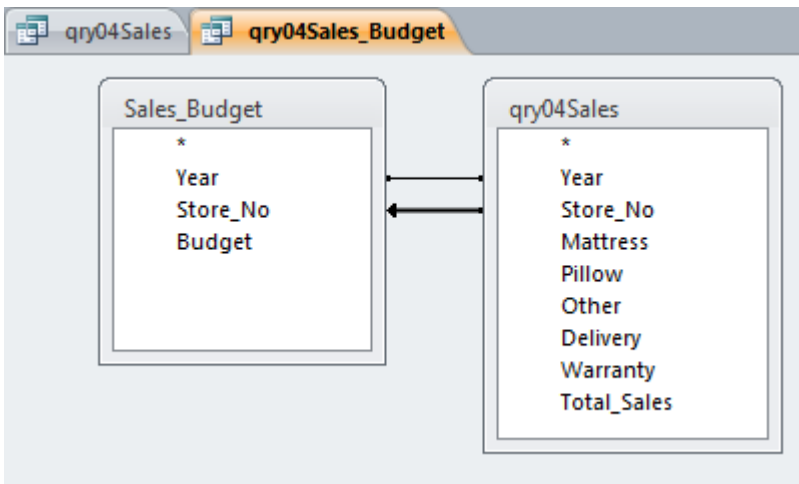 qry04Sales
qry04Sales_Budget
Sales_Budget
*
Year
Store_No
Budget
qry04Sales
*
Year
Store_No
Mattress
Pillow
Other
Delivery
Warranty
Total_Sales